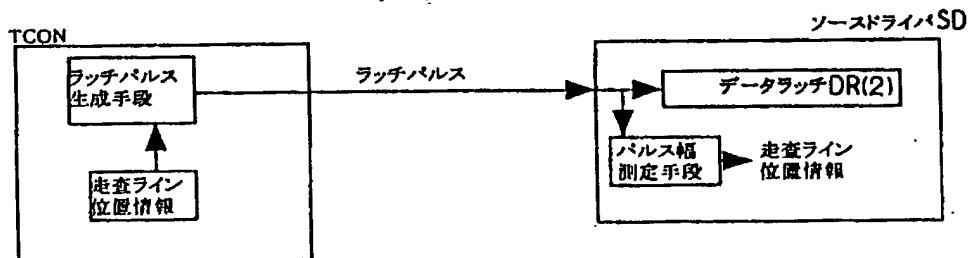 TCON
ラッチパルス
生成手段
走査ライン
位置情報
ラッチパルス
ソースドライバSD
データラッチDR(2)
パルス幅
測定手段
走査ライン
位置情報